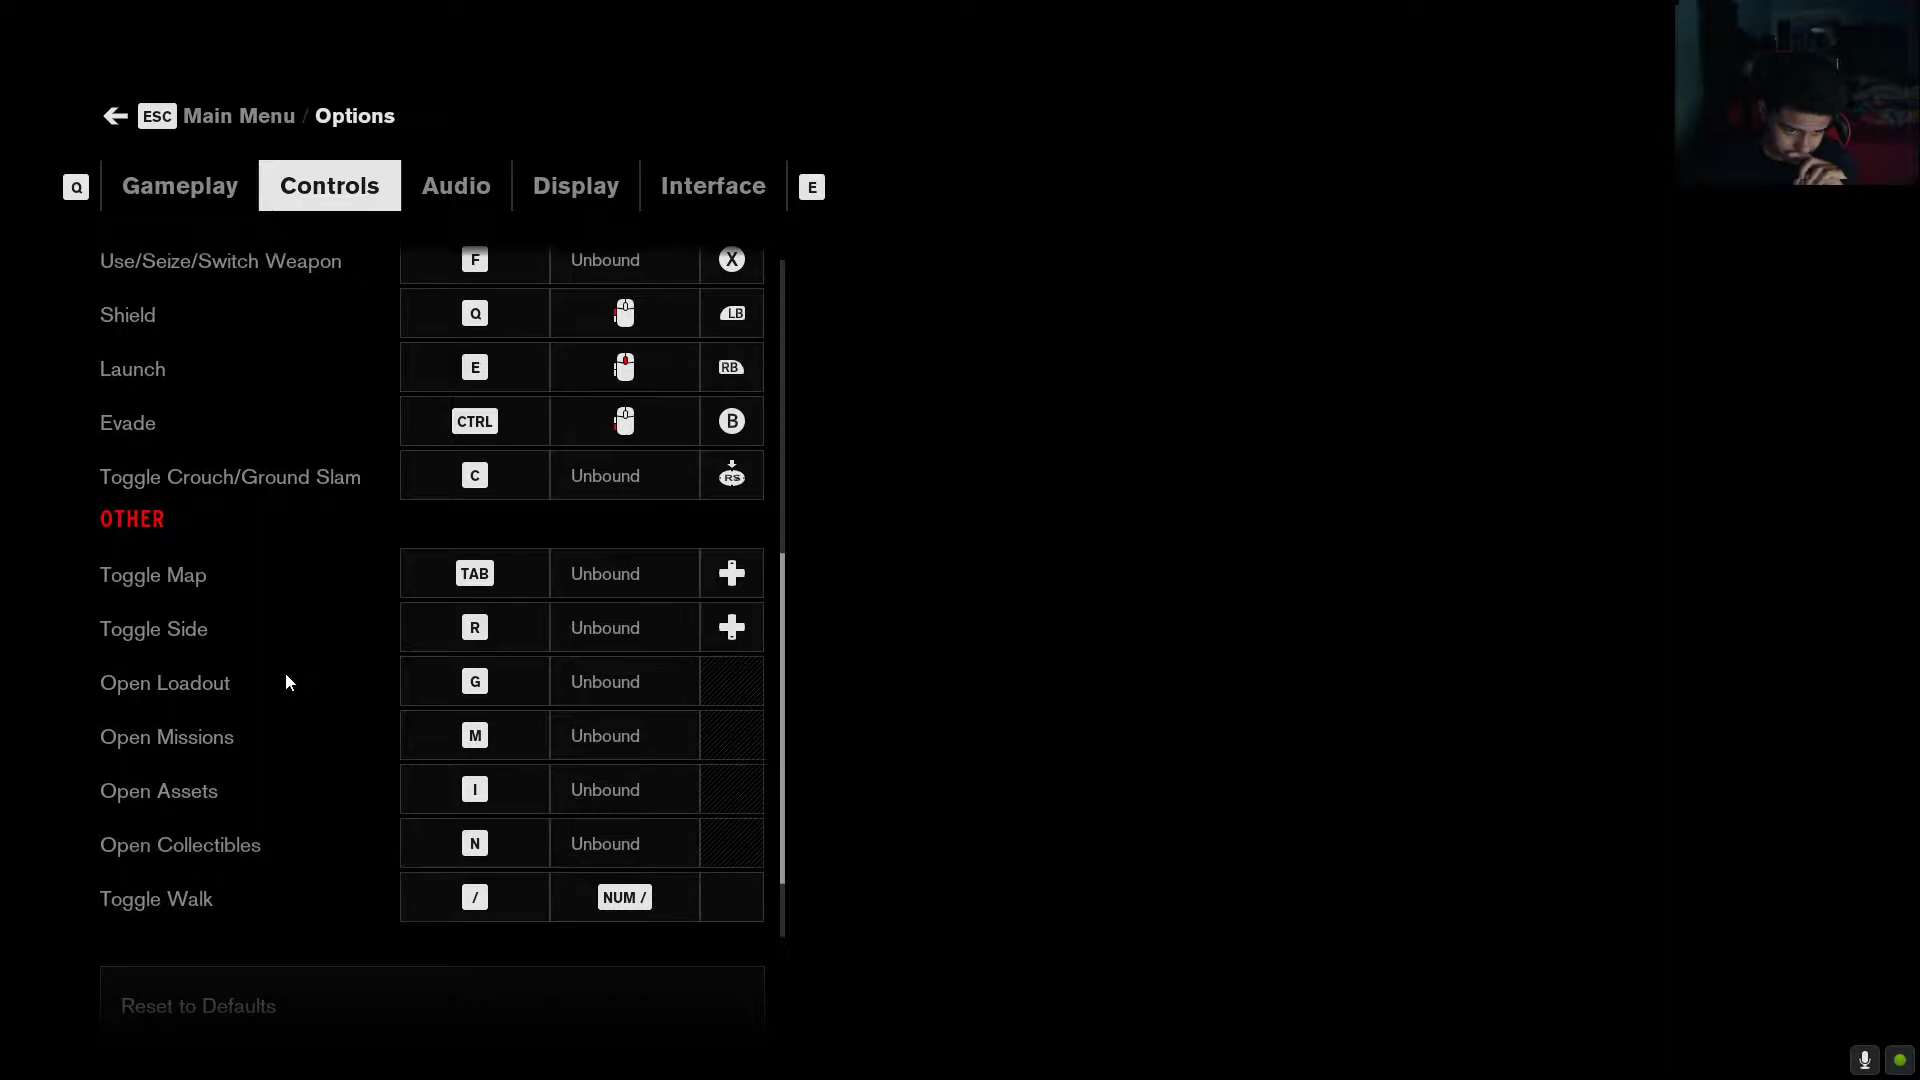 ESC Main Menu / Options
Q Gameplay Controls Audio Display Interface E
Use/Seize/Switch Weapon F Unbound X
Shield Q LB
Launch E RB
Evade CTRL B
Toggle Crouch/Ground Slam C Unbound RS
OTHER
Toggle Map TAB Unbound
Toggle Side R Unbound
Open Loadout G Unbound
Open Missions M Unbound
Open Assets I Unbound
Open Collectibles N Unbound
Toggle Walk / NUM /
Reset to Defaults